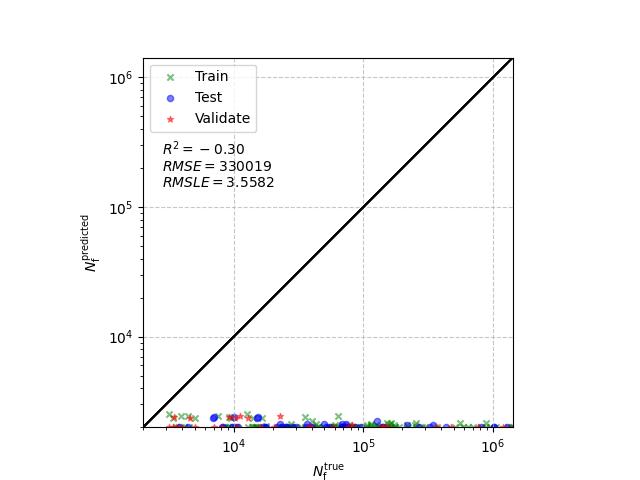 10^6
10^5
10^4
N_f^predicted
Train
Test
Validate
R^2 = −0.30
RMSE = 330019
RMSLE = 3.5582
10^4 10^5 10^6
N_f^true